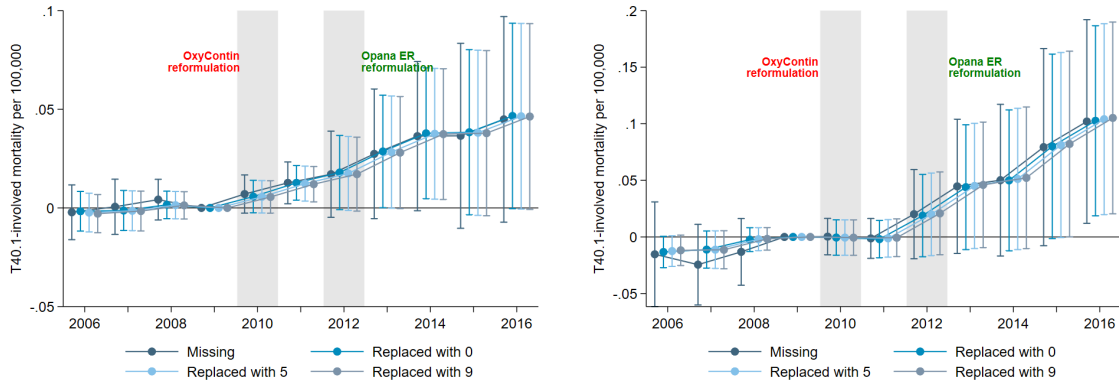 T40.1-involved mortality per 100,000
.1
.05
0
-.05
OxyContin
reformulation
Opana ER
reformulation
2006 2008 2010 2012 2014 2016
Missing Replaced with 0
Replaced with 5 Replaced with 9
T40.1-involved mortality per 100,000
.2
.15
.1
.05
0
-.05
OxyContin
reformulation
Opana ER
reformulation
2006 2008 2010 2012 2014 2016
Missing Replaced with 0
Replaced with 5 Replaced with 9